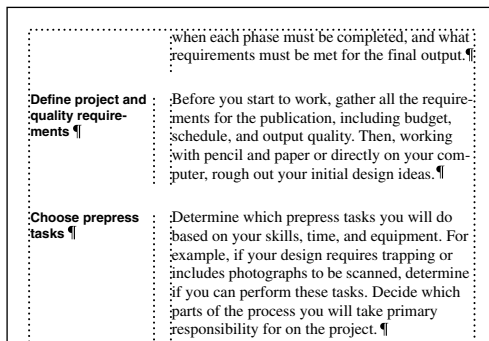 when each phase must be completed, and what
requirements must be met for the final output.¶
Define project and
quality require-
ments ¶
Before you start to work, gather all the require-
ments for the publication, including budget,
schedule, and output quality. Then, working
with pencil and paper or directly on your com-
puter, rough out your initial design ideas.¶
Choose prepress
tasks ¶
Determine which prepress tasks you will do
based on your skills, time, and equipment. For
example, if your design requires trapping or
includes photographs to be scanned, determine
if you can perform these tasks. Decide which
parts of the process you will take primary
responsibility for on the project. ¶